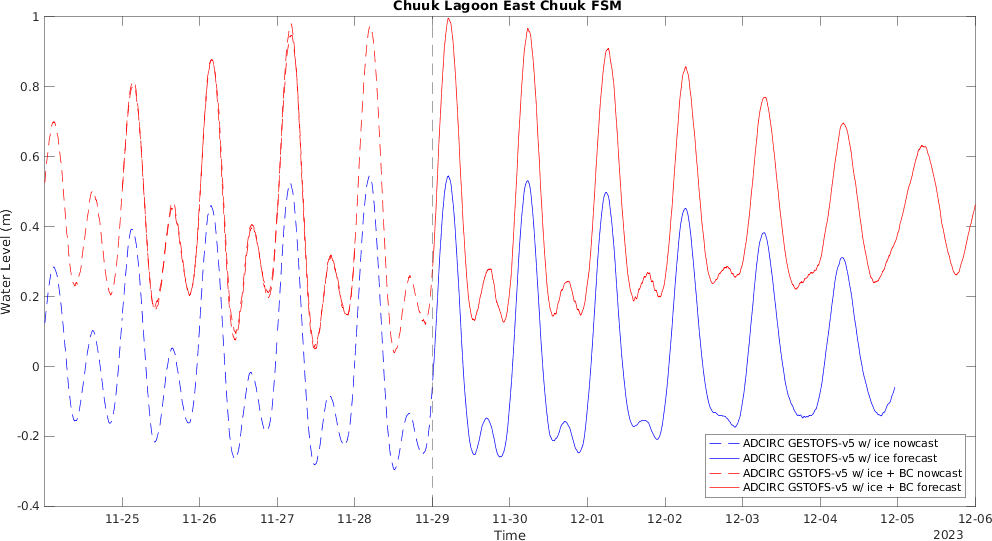 Chuuk Lagoon East Chuuk FSM
1
0.8
0.6
0.4
0.2
0
-0.2
-0.4
Water Level (m)
ADCIRC GESTOFS-v5 w/ ice nowcast
ADCIRC GESTOFS-v5 w/ ice forecast
ADCIRC GSTOFS-v5 w/ ice + BC nowcast
ADCIRC GSTOFS-v5 w/ ice + BC forecast
11-25 11-26 11-27 11-28 11-29 11-30 12-01 12-02 12-03 12-04 12-05 12-06
Time
2023